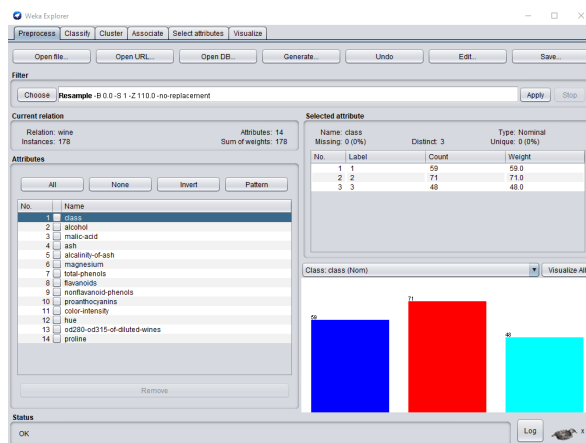 Weka Explorer
Preprocess Classify Cluster Associate Select attributes Visualize
Open file... Open URL... Open DB... Generate... Undo Edit... Save...
Filter
Choose Resample -B 0.0 -S 1 -Z 110.0 -no-replacement Apply Stop
Current relation
Relation: wine Attributes: 14
Instances: 178 Sum of weights: 178
Attributes
All None Invert Pattern
No. Name
1 class
2 alcohol
3 malic-acid
4 ash
5 alcalinity-of-ash
6 magnesium
7 total-phenols
8 flavanoids
9 nonflavanoid-phenols
10 proanthocyanins
11 color-intensity
12 hue
13 od280-od315-of-diluted-wines
14 proline
Remove
Selected attribute
Name: class Type: Nominal
Missing: 0 (0%) Distinct: 3 Unique: 0 (0%)
No. Label Count Weight
1 1 59 59.0
2 2 71 71.0
3 3 48 48.0
Class: class (Nom) Visualize All
59
71
48
Status
OK
Log
x